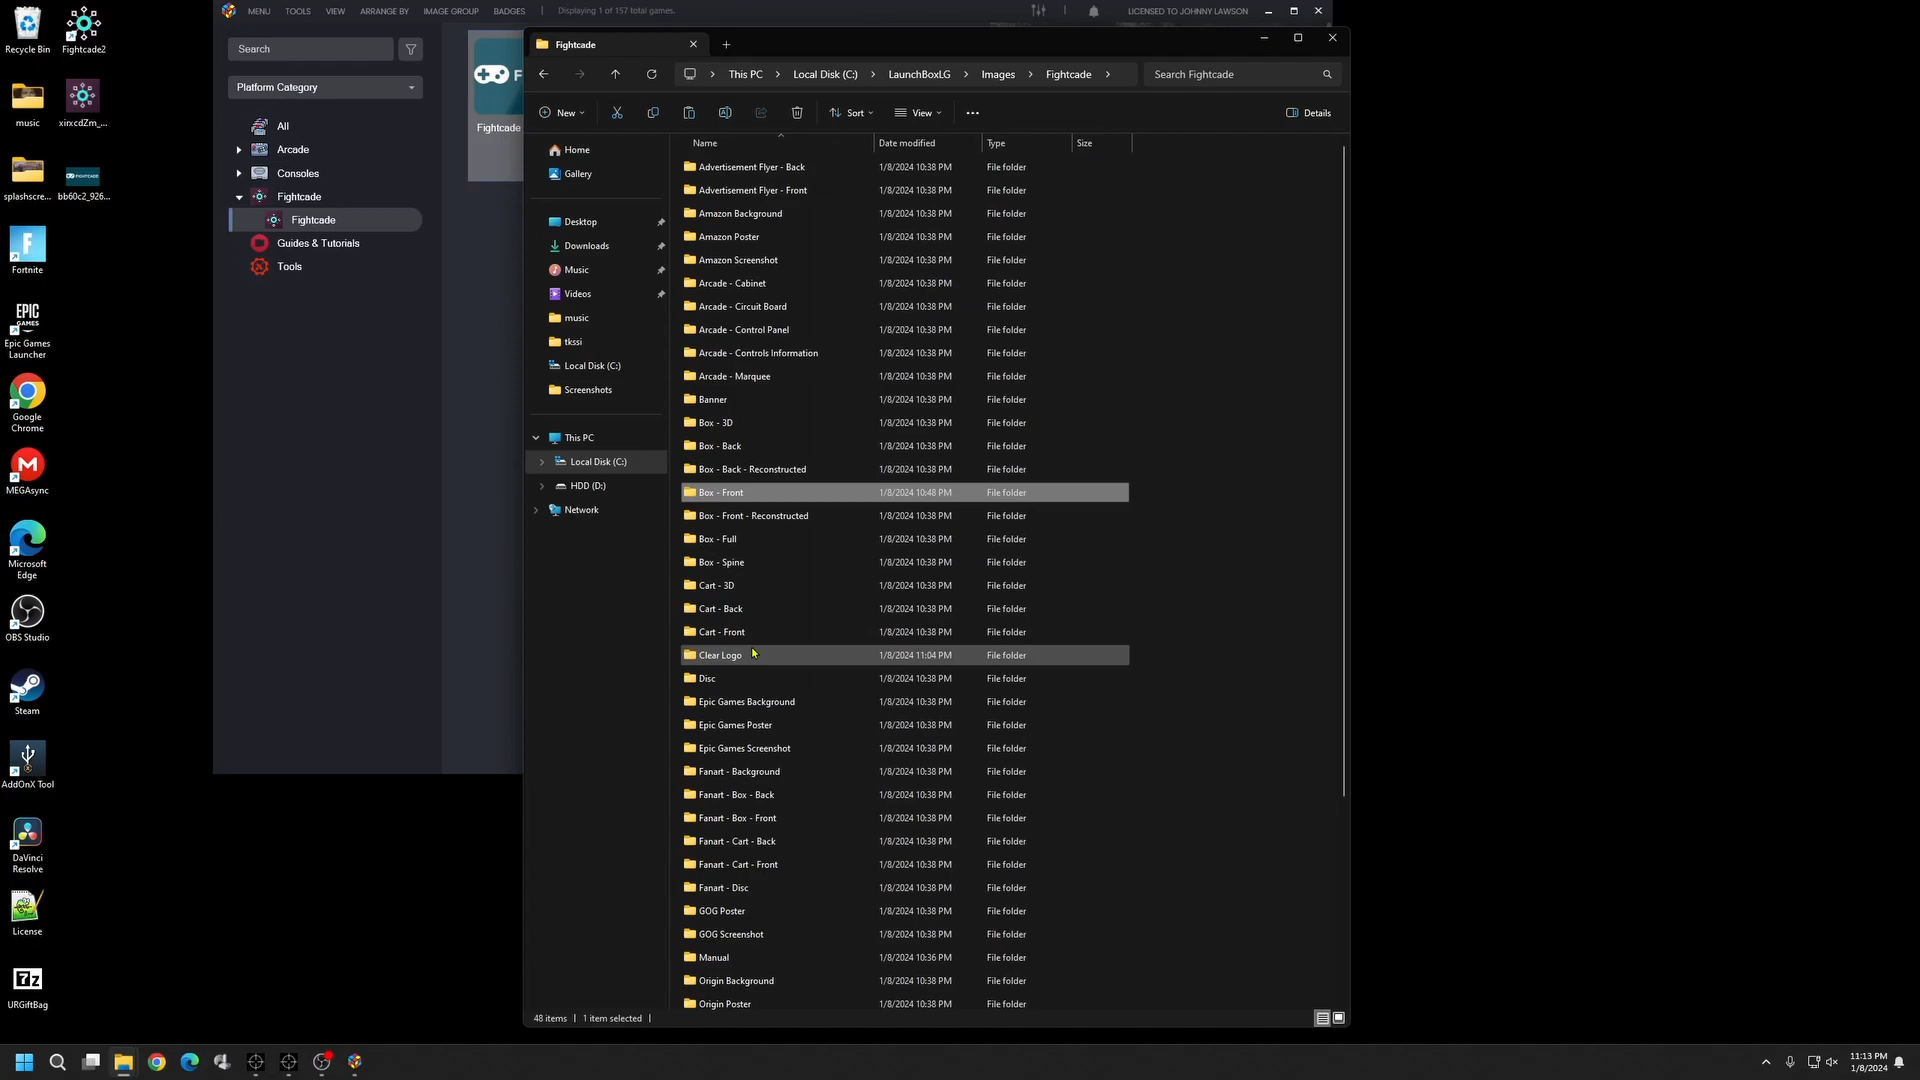 Recycle Bin
Fightcade2
music
xirxcdZm_...
splashscre...
FIGHTCADE
bb60c2_926...
Fortnite
EPIC GAMES
Epic Games Launcher
Google Chrome
MEGAsync
Microsoft Edge
OBS Studio
Steam
AddOnX Tool
DaVinci Resolve
License
7z
URGiftBag
MENU TOOLS VIEW ARRANGE BY IMAGE GROUP BADGES Displaying 1 of 157 total games. LICENSED TO JOHNNY LAWSON
Search
Platform Category
All
Arcade
Consoles
Fightcade
Fightcade
Guides & Tutorials
Tools
Fightcade
Fightcade
This PC Local Disk (C:) LaunchBoxLG Images Fightcade Search Fightcade
New Sort View Details
Home
Gallery
Desktop
Downloads
Music
Videos
music
tkssi
Local Disk (C:)
Screenshots
This PC
Local Disk (C:)
HDD (D:)
Network
Name Date modified Type Size
Advertisement Flyer - Back 1/8/2024 10:38 PM File folder
Advertisement Flyer - Front 1/8/2024 10:38 PM File folder
Amazon Background 1/8/2024 10:38 PM File folder
Amazon Poster 1/8/2024 10:38 PM File folder
Amazon Screenshot 1/8/2024 10:38 PM File folder
Arcade - Cabinet 1/8/2024 10:38 PM File folder
Arcade - Circuit Board 1/8/2024 10:38 PM File folder
Arcade - Control Panel 1/8/2024 10:38 PM File folder
Arcade - Controls Information 1/8/2024 10:38 PM File folder
Arcade - Marquee 1/8/2024 10:38 PM File folder
Banner 1/8/2024 10:38 PM File folder
Box - 3D 1/8/2024 10:38 PM File folder
Box - Back 1/8/2024 10:38 PM File folder
Box - Back - Reconstructed 1/8/2024 10:38 PM File folder
Box - Front 1/8/2024 10:48 PM File folder
Box - Front - Reconstructed 1/8/2024 10:38 PM File folder
Box - Full 1/8/2024 10:38 PM File folder
Box - Spine 1/8/2024 10:38 PM File folder
Cart - 3D 1/8/2024 10:38 PM File folder
Cart - Back 1/8/2024 10:38 PM File folder
Cart - Front 1/8/2024 10:38 PM File folder
Clear Logo 1/8/2024 11:04 PM File folder
Disc 1/8/2024 10:38 PM File folder
Epic Games Background 1/8/2024 10:38 PM File folder
Epic Games Poster 1/8/2024 10:38 PM File folder
Epic Games Screenshot 1/8/2024 10:38 PM File folder
Fanart - Background 1/8/2024 10:38 PM File folder
Fanart - Box - Back 1/8/2024 10:38 PM File folder
Fanart - Box - Front 1/8/2024 10:38 PM File folder
Fanart - Cart - Back 1/8/2024 10:38 PM File folder
Fanart - Cart - Front 1/8/2024 10:38 PM File folder
Fanart - Disc 1/8/2024 10:38 PM File folder
GOG Poster 1/8/2024 10:38 PM File folder
GOG Screenshot 1/8/2024 10:38 PM File folder
Manual 1/8/2024 10:36 PM File folder
Origin Background 1/8/2024 10:38 PM File folder
Origin Poster 1/8/2024 10:38 PM File folder
48 items 1 item selected
11:13 PM
1/8/2024